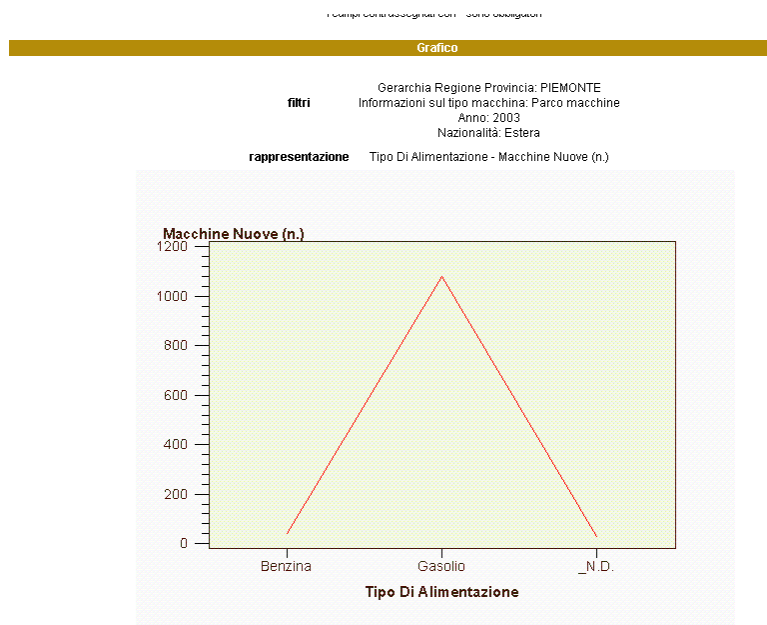 Grafico
filtri
Gerarchia Regione Provincia: PIEMONTE
Informazioni sul tipo macchina: Parco macchine
Anno: 2003
Nazionalità: Estera
rappresentazione Tipo Di Alimentazione - Macchine Nuove (n.)
Macchine Nuove (n.)
1200
1000
800
600
400
200
0
Benzina Gasolio _N.D.
Tipo Di Alimentazione